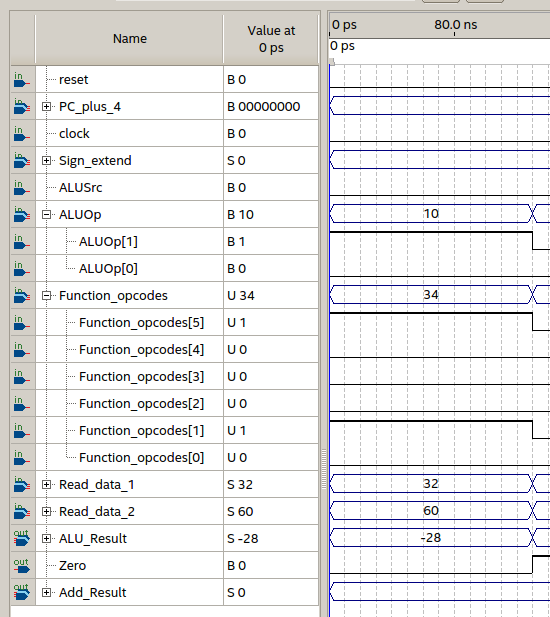 Name Value at 0 ps 0 ps 80.0 ns
0 ps
in reset B 0
in PC_plus_4 B 00000000
in clock B 0
in Sign_extend S 0
in ALUSrc B 0
in ALUOp B 10 10
in ALUOp[1] B 1
in ALUOp[0] B 0
in Function_opcodes U 34 34
in Function_opcodes[5] U 1
in Function_opcodes[4] U 0
in Function_opcodes[3] U 0
in Function_opcodes[2] U 0
in Function_opcodes[1] U 1
in Function_opcodes[0] U 0
in Read_data_1 S 32 32
in Read_data_2 S 60 60
out ALU_Result S -28 -28
out Zero B 0
out Add_Result S 0